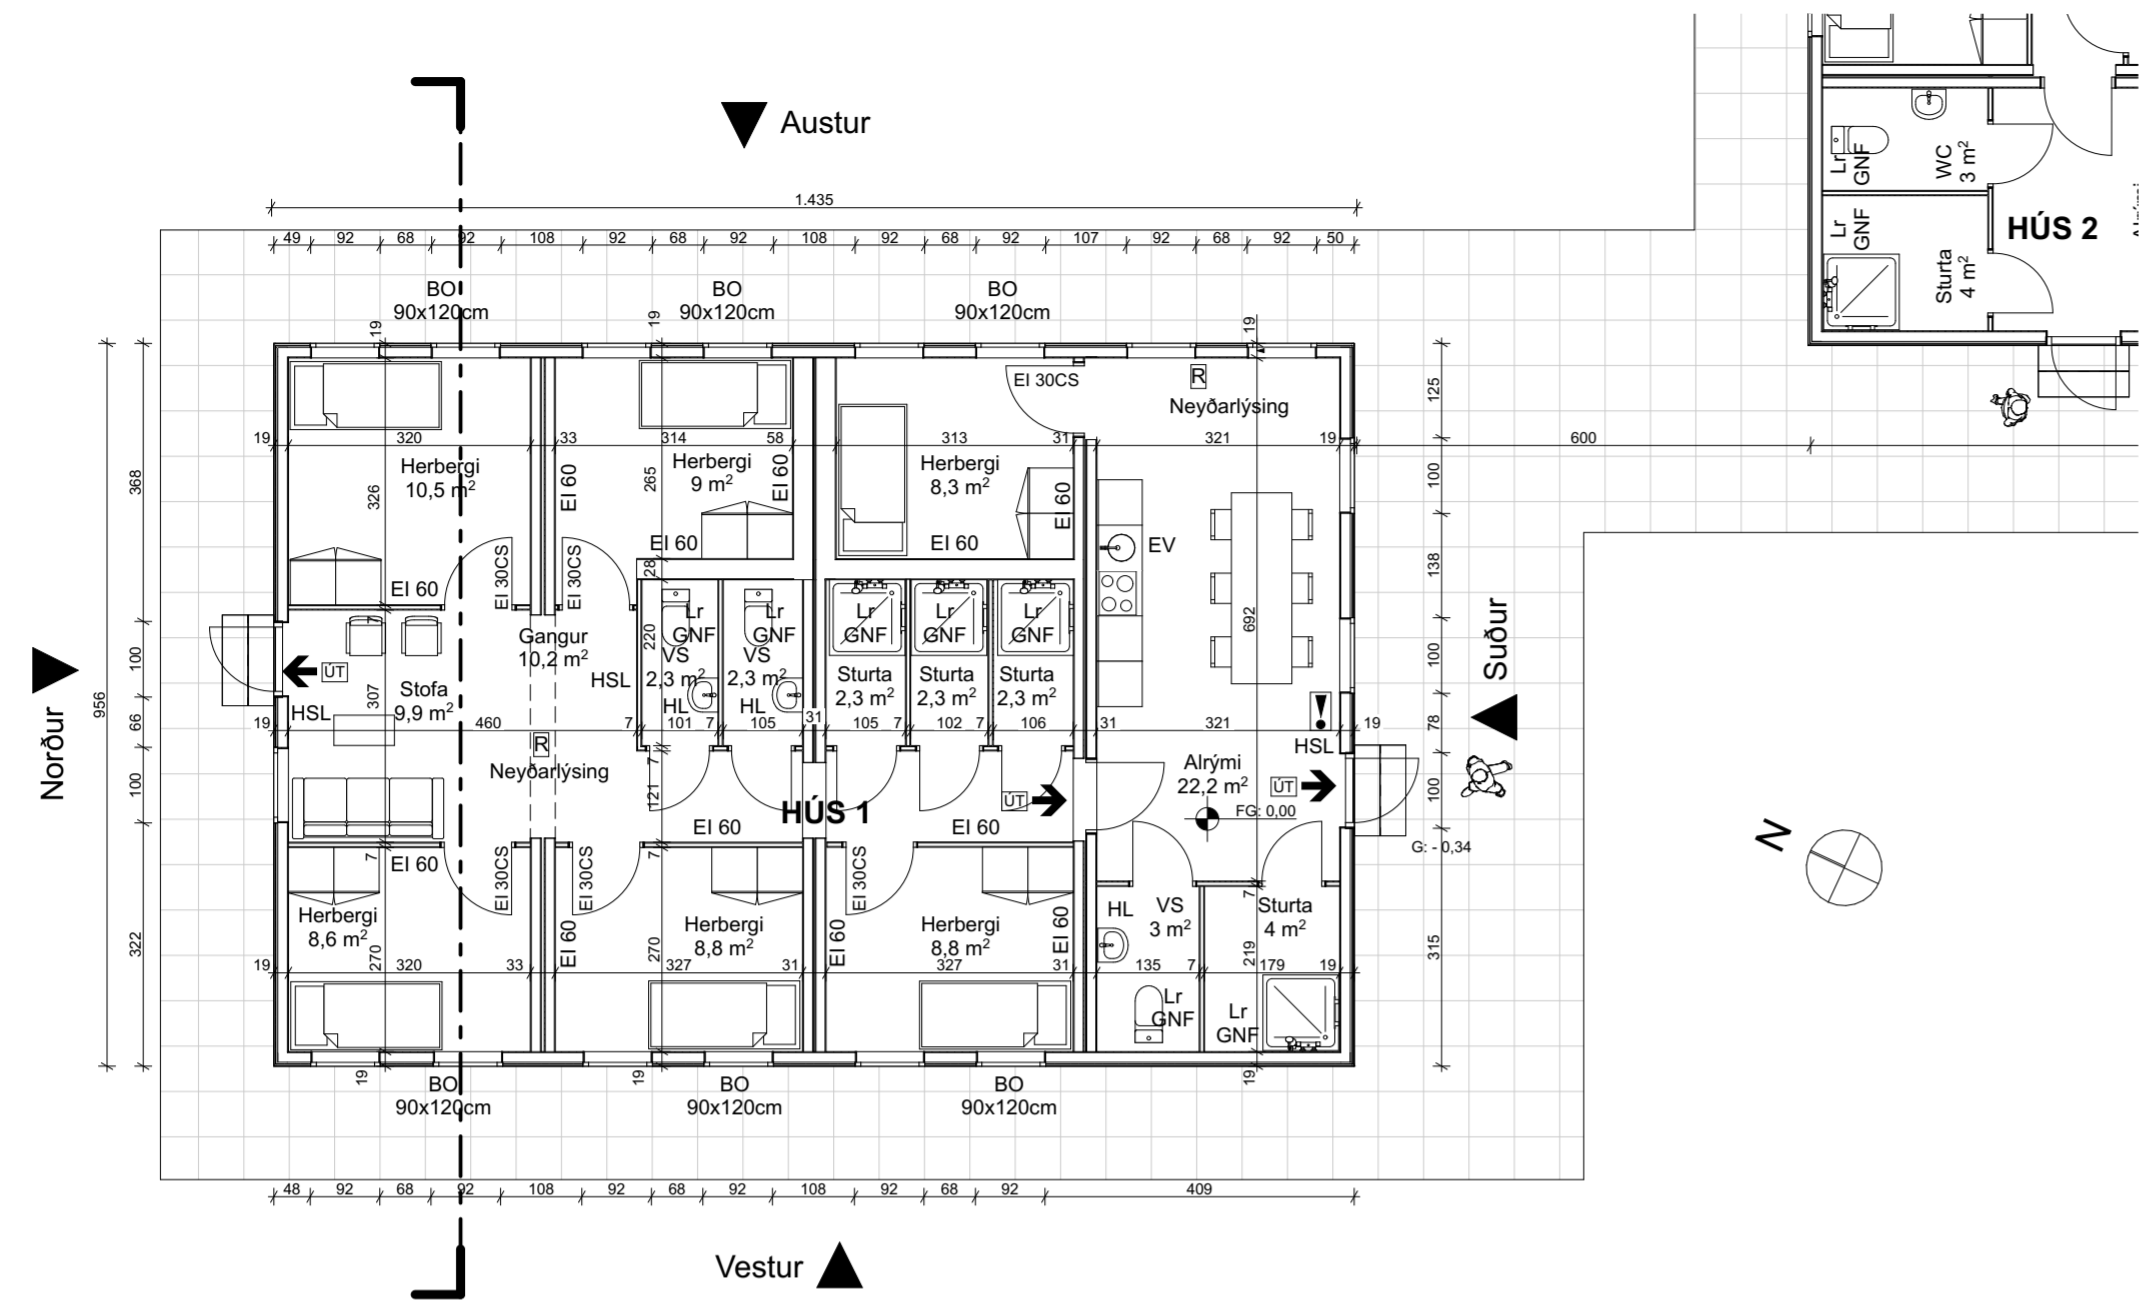 Austur
1.435
49 92 68 92 108 92 68 92 108 92 68 92 107 92 68 92 50
BO
90x120cm
BO
90x120cm
BO
90x120cm
19
19
19
Lr
GNF
WC
3 m²
Lr
GNF
Sturta
4 m²
HÚS 2
EI 30CS
R
Neyðarlýsing
19 320 33 314 58 313 31 321 19
600
Herbergi
10,5 m²
Herbergi
9 m²
Herbergi
8,3 m²
EI 60
EI 60
EI 60
326
265
EI 60
EI 60
EI 60
EI 30CS
EI 30CS
28
EV
692
956
368
100
66
100
322
125
100
138
100
78
100
315
Norður
Suður
ÚT
HSL
Stofa
9,9 m²
7
307
Gangur
10,2 m²
HSL
220
Lr
GNF
VS
2,3 m²
HL
Lr
GNF
VS
2,3 m²
HL
Lr
GNF
Sturta
2,3 m²
Lr
GNF
Sturta
2,3 m²
Lr
GNF
Sturta
2,3 m²
19 460 7 101 7 105 31 105 7 102 7 106 31 321 19
R
Neyðarlýsing
7
121
HÚS 1
ÚT
HSL
Alrými
22,2 m²
ÚT
FG: 0,00
G: - 0,34
EI 60
EI 60
7
EI 60
EI 30CS
EI 30CS
7
EI 30CS
Herbergi
8,6 m²
270
EI 60
270
Herbergi
8,8 m²
EI 60
Herbergi
8,8 m²
EI 60
HL
VS
3 m²
7
Sturta
4 m²
219
19 320 33 327 31 327 31 135 7 179 19
Lr
GNF
Lr
GNF
N
19
19
19
BO
90x120cm
BO
90x120cm
BO
90x120cm
48 92 68 92 108 92 68 92 108 92 68 92 409
Vestur